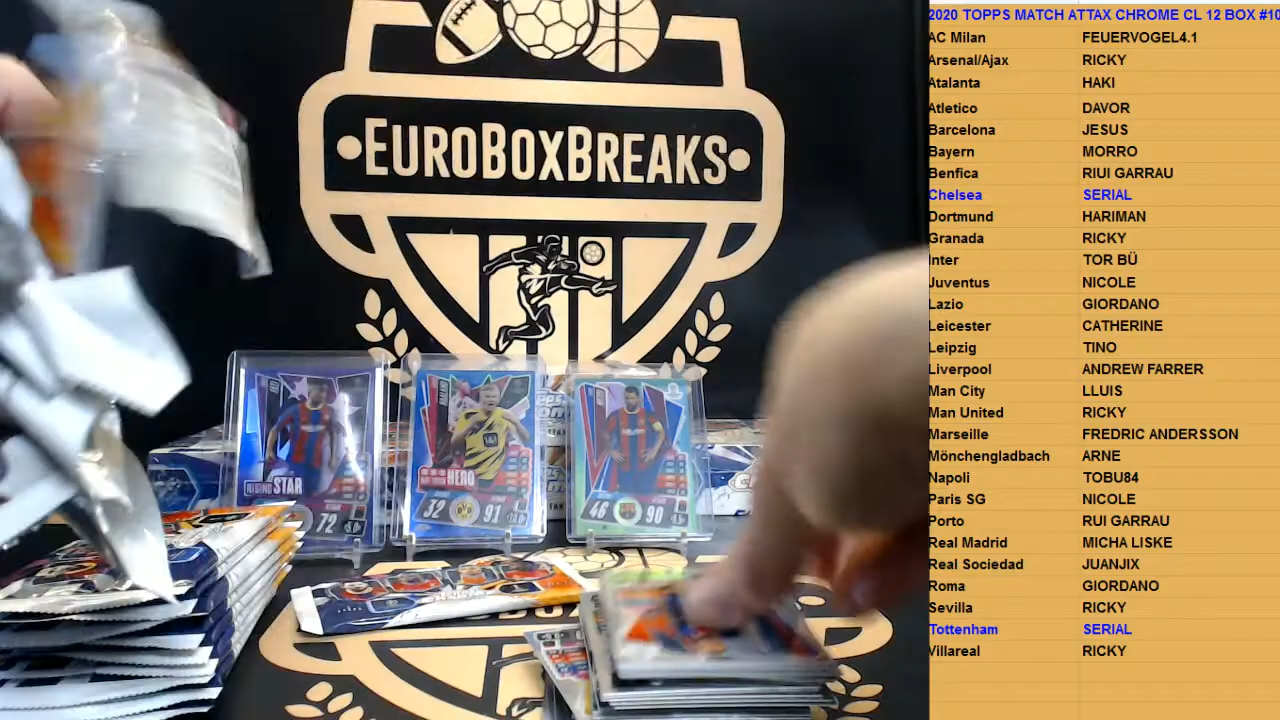 EUROBOXBREAKS
RISING STAR
72
HAALAND
HERO
32
91
46
90
2020 TOPPS MATCH ATTAX CHROME CL 12 BOX #10
AC Milan FEUERVOGEL4.1
Arsenal/Ajax RICKY
Atalanta HAKI
Atletico DAVOR
Barcelona JESUS
Bayern MORRO
Benfica RIUI GARRAU
Chelsea SERIAL
Dortmund HARIMAN
Granada RICKY
Inter TOR BÜ
Juventus NICOLE
Lazio GIORDANO
Leicester CATHERINE
Leipzig TINO
Liverpool ANDREW FARRER
Man City LLUIS
Man United RICKY
Marseille FREDRIC ANDERSSON
Mönchengladbach ARNE
Napoli TOBU84
Paris SG NICOLE
Porto RUI GARRAU
Real Madrid MICHA LISKE
Real Sociedad JUANJIX
Roma GIORDANO
Sevilla RICKY
Tottenham SERIAL
Villareal RICKY